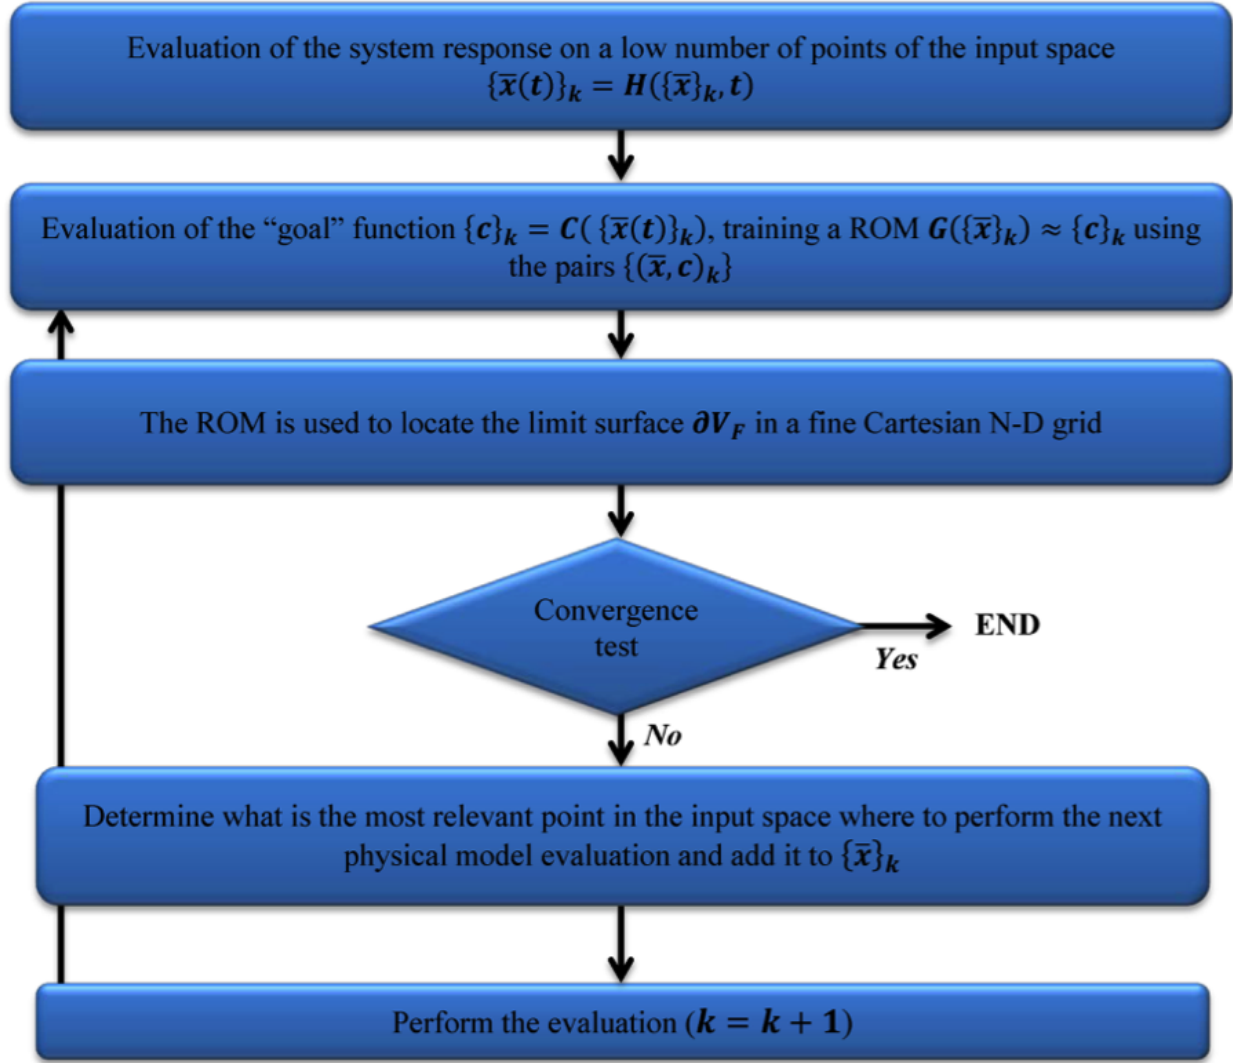 Evaluation of the system response on a low number of points of the input space
{x̅(t)}ₖ = H({x̅}ₖ, t)
Evaluation of the “goal” function {c}ₖ = C( {x̅(t)}ₖ), training a ROM G({x̅}ₖ) ≈ {c}ₖ using
the pairs {(x̅, c)ₖ}
The ROM is used to locate the limit surface ∂V_F in a fine Cartesian N-D grid
Convergence
test
END
Yes
No
Determine what is the most relevant point in the input space where to perform the next
physical model evaluation and add it to {x̅}ₖ
Perform the evaluation (k = k + 1)